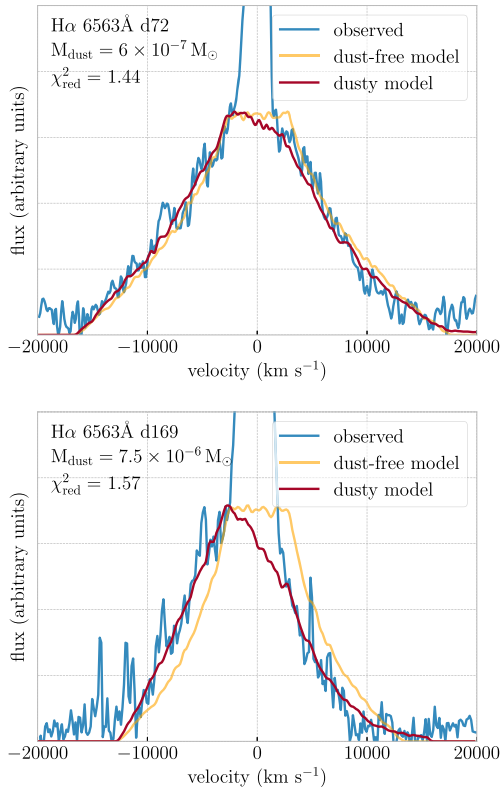 Hα 6563Å d72
M_dust = 6 × 10⁻⁷ M☉
χ²_red = 1.44
observed
dust-free model
dusty model
flux (arbitrary units)
−20000 −10000 0 10000 20000
velocity (km s⁻¹)
Hα 6563Å d169
M_dust = 7.5 × 10⁻⁶ M☉
χ²_red = 1.57
observed
dust-free model
dusty model
flux (arbitrary units)
−20000 −10000 0 10000 20000
velocity (km s⁻¹)